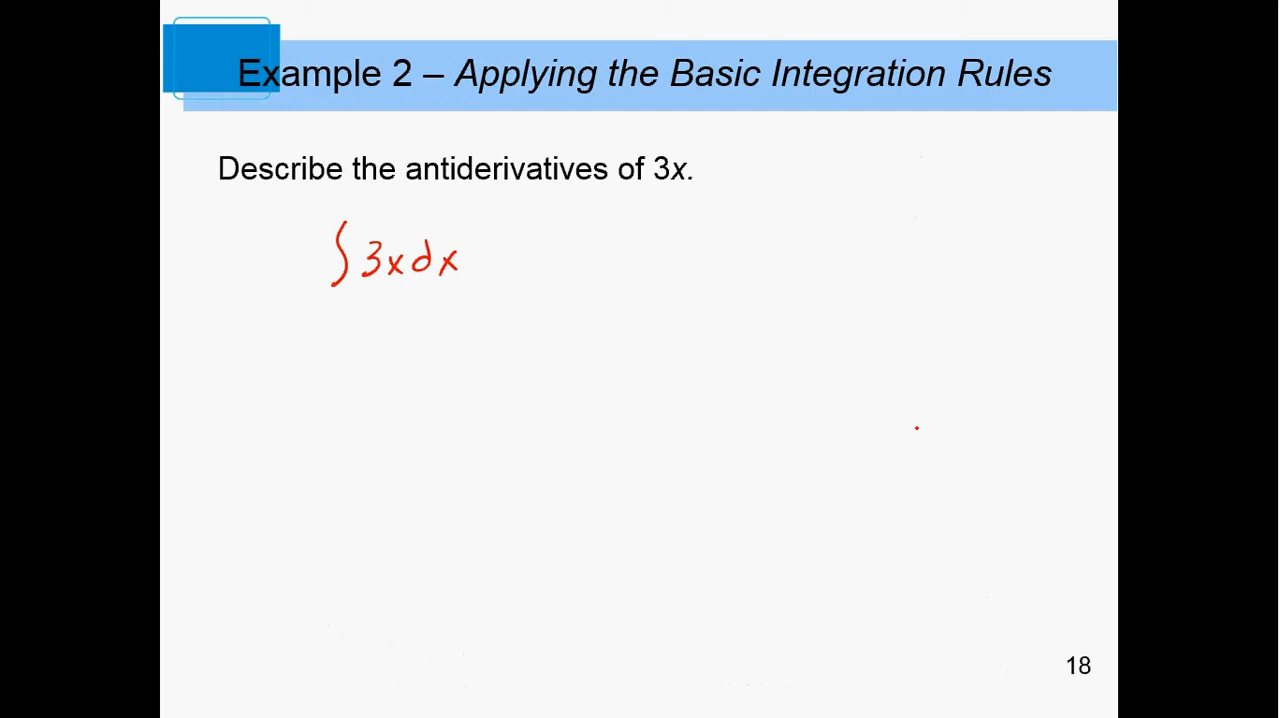 Example 2 – Applying the Basic Integration Rules
Describe the antiderivatives of 3x.
∫ 3x dx
18